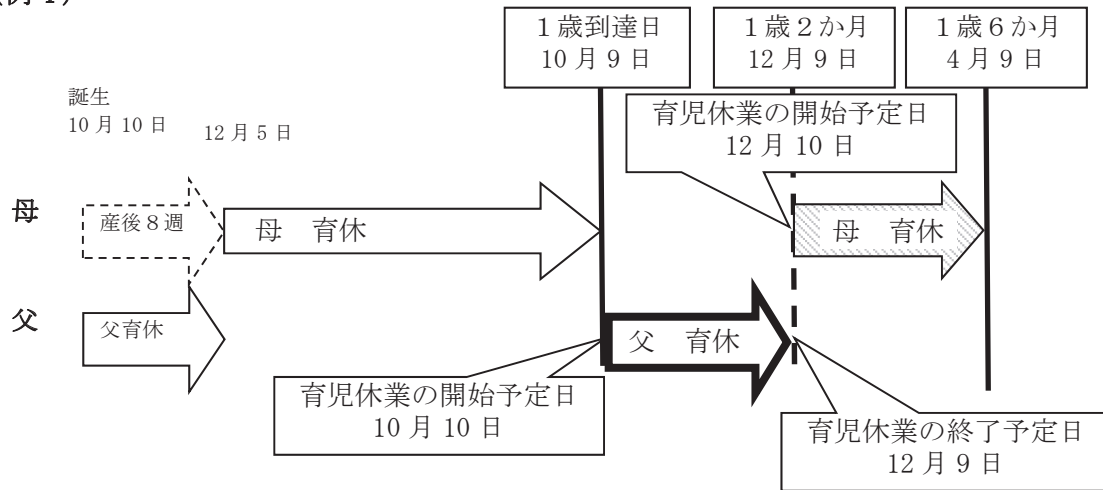 (例1)
1歳到達日
10月9日
1歳2か月
12月9日
1歳6か月
4月9日
誕生
10月10日
12月5日
育児休業の開始予定日
12月10日
母
産後8週
母 育休
母 育休
父
父育休
父 育休
育児休業の開始予定日
10月10日
育児休業の終了予定日
12月9日